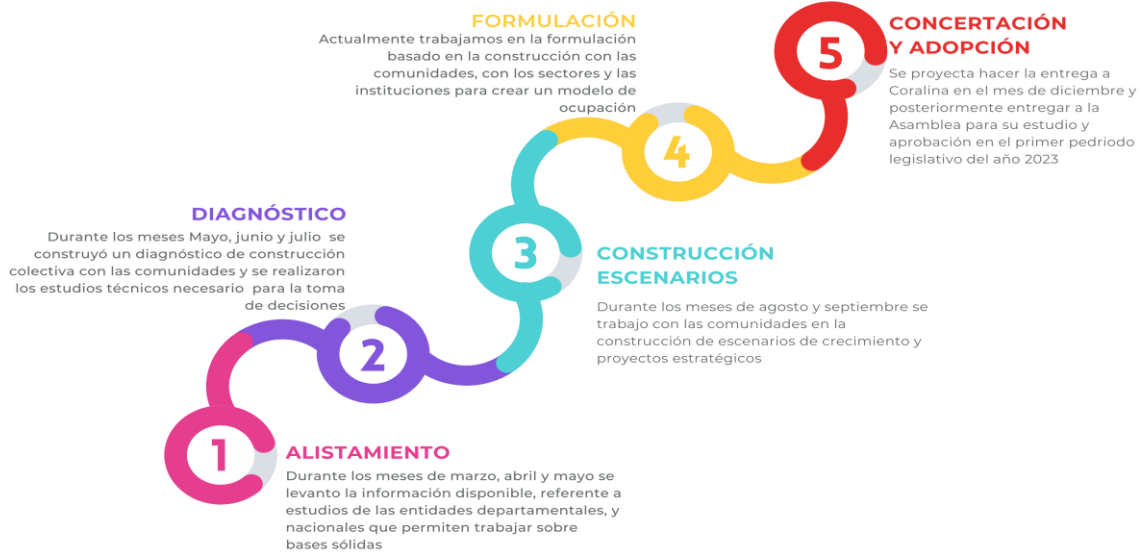 FORMULACIÓN
Actualmente trabajamos en la formulación
basado en la construcción con las
comunidades, con los sectores y las
instituciones para crear un modelo de
ocupación
5
CONCERTACIÓN
Y ADOPCIÓN
Se proyecta hacer la entrega a
Coralina en el mes de diciembre y
posteriormente entregar a la
Asamblea para su estudio y
aprobación en el primer pedriodo
legislativo del año 2023
4
DIAGNÓSTICO
Durante los meses Mayo, junio y julio se
construyó un diagnóstico de construcción
colectiva con las comunidades y se realizaron
los estudios técnicos necesario para la toma
de decisiones
3
CONSTRUCCIÓN
ESCENARIOS
Durante los meses de agosto y septiembre se
trabajo con las comunidades en la
construcción de escenarios de crecimiento y
proyectos estratégicos
2
1
ALISTAMIENTO
Durante los meses de marzo, abril y mayo se
levanto la información disponible, referente a
estudios de las entidades departamentales, y
nacionales que permiten trabajar sobre
bases sólidas